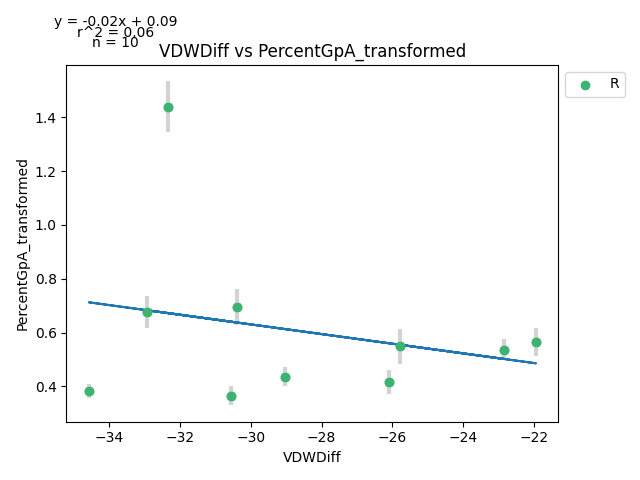 y = -0.02x + 0.09
r^2 = 0.06
n = 10
VDWDiff vs PercentGpA_transformed
R
PercentGpA_transformed
1.4
1.2
1.0
0.8
0.6
0.4
−34 −32 −30 −28 −26 −24 −22
VDWDiff